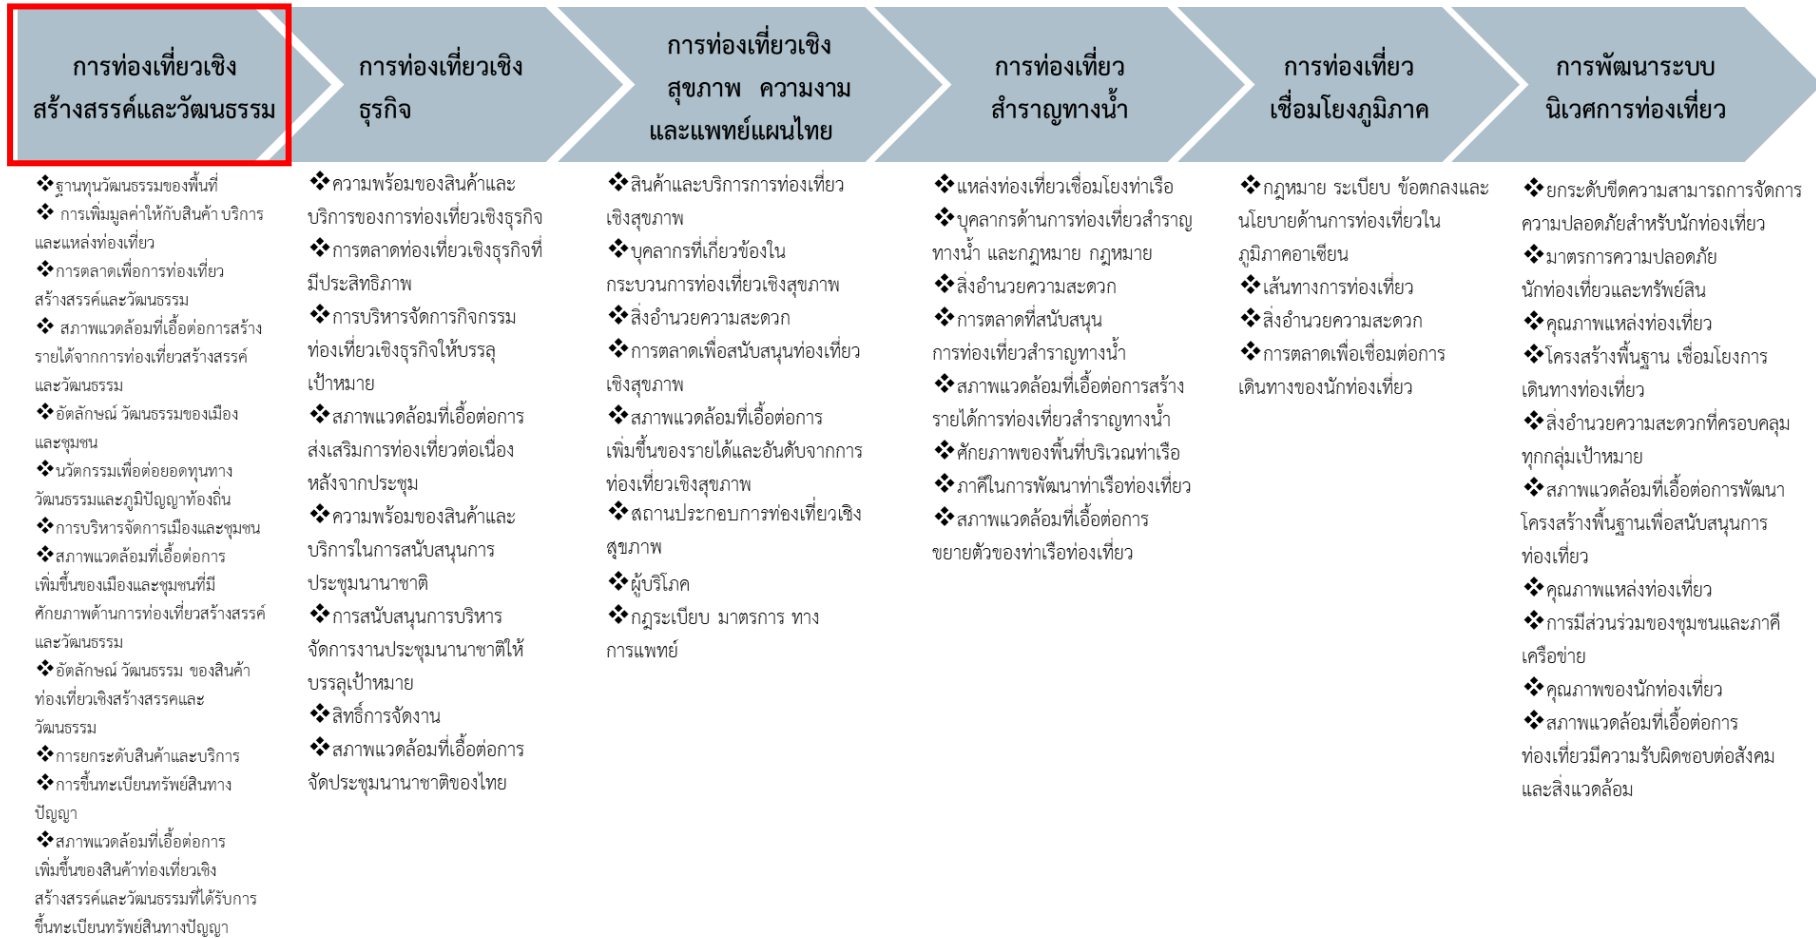 การท่องเที่ยวเชิง
สร้างสรรค์และวัฒนธรรม
❖ฐานทุนวัฒนธรรมของพื้นที่
❖ การเพิ่มมูลค่าให้กับสินค้า บริการ
และแหล่งท่องเที่ยว
❖การตลาดเพื่อการท่องเที่ยว
สร้างสรรค์และวัฒนธรรม
❖ สภาพแวดล้อมที่เอื้อต่อการสร้าง
รายได้จากการท่องเที่ยวสร้างสรรค์
และวัฒนธรรม
❖อัตลักษณ์ วัฒนธรรมของเมือง
และชุมชน
❖นวัตกรรมเพื่อต่อยอดทุนทาง
วัฒนธรรมและภูมิปัญญาท้องถิ่น
❖การบริหารจัดการเมืองและชุมชน
❖สภาพแวดล้อมที่เอื้อต่อการ
เพิ่มขึ้นของเมืองและชุมชนที่มี
ศักยภาพด้านการท่องเที่ยวสร้างสรรค์
และวัฒนธรรม
❖อัตลักษณ์ วัฒนธรรม ของสินค้า
ท่องเที่ยวเชิงสร้างสรรคและ
วัฒนธรรม
❖การยกระดับสินค้าและบริการ
❖การขึ้นทะเบียนทรัพย์สินทาง
ปัญญา
❖สภาพแวดล้อมที่เอื้อต่อการ
เพิ่มขึ้นของสินค้าท่องเที่ยวเชิง
สร้างสรรค์และวัฒนธรรมที่ได้รับการ
ขึ้นทะเบียนทรัพย์สินทางปัญญา
การท่องเที่ยวเชิง
ธุรกิจ
❖ความพร้อมของสินค้าและ
บริการของการท่องเที่ยวเชิงธุรกิจ
❖การตลาดท่องเที่ยวเชิงธุรกิจที่
มีประสิทธิภาพ
❖การบริหารจัดการกิจกรรม
ท่องเที่ยวเชิงธุรกิจให้บรรลุ
เป้าหมาย
❖สภาพแวดล้อมที่เอื้อต่อการ
ส่งเสริมการท่องเที่ยวต่อเนื่อง
หลังจากประชุม
❖ความพร้อมของสินค้าและ
บริการในการสนับสนุนการ
ประชุมนานาชาติ
❖การสนับสนุนการบริหาร
จัดการงานประชุมนานาชาติให้
บรรลุเป้าหมาย
❖สิทธิ์การจัดงาน
❖สภาพแวดล้อมที่เอื้อต่อการ
จัดประชุมนานาชาติของไทย
การท่องเที่ยวเชิง
สุขภาพ ความงาม
และแพทย์แผนไทย
❖สินค้าและบริการการท่องเที่ยว
เชิงสุขภาพ
❖บุคลากรที่เกี่ยวข้องใน
กระบวนการท่องเที่ยวเชิงสุขภาพ
❖สิ่งอำนวยความสะดวก
❖การตลาดเพื่อสนับสนุนท่องเที่ยว
เชิงสุขภาพ
❖สภาพแวดล้อมที่เอื้อต่อการ
เพิ่มขึ้นของรายได้และอันดับจากการ
ท่องเที่ยวเชิงสุขภาพ
❖สถานประกอบการท่องเที่ยวเชิง
สุขภาพ
❖ผู้บริโภค
❖กฎระเบียบ มาตรการ ทาง
การแพทย์
การท่องเที่ยว
สำราญทางน้ำ
❖แหล่งท่องเที่ยวเชื่อมโยงท่าเรือ
❖บุคลากรด้านการท่องเที่ยวสำราญ
ทางน้ำ และกฎหมาย กฎหมาย
❖สิ่งอำนวยความสะดวก
❖การตลาดที่สนับสนุน
การท่องเที่ยวสำราญทางน้ำ
❖สภาพแวดล้อมที่เอื้อต่อการสร้าง
รายได้การท่องเที่ยวสำราญทางน้ำ
❖ศักยภาพของพื้นที่บริเวณท่าเรือ
❖ภาคีในการพัฒนาท่าเรือท่องเที่ยว
❖สภาพแวดล้อมที่เอื้อต่อการ
ขยายตัวของท่าเรือท่องเที่ยว
การท่องเที่ยว
เชื่อมโยงภูมิภาค
❖กฎหมาย ระเบียบ ข้อตกลงและ
นโยบายด้านการท่องเที่ยวใน
ภูมิภาคอาเซียน
❖เส้นทางการท่องเที่ยว
❖สิ่งอำนวยความสะดวก
❖การตลาดเพื่อเชื่อมต่อการ
เดินทางของนักท่องเที่ยว
การพัฒนาระบบ
นิเวศการท่องเที่ยว
❖ยกระดับขีดความสามารถการจัดการ
ความปลอดภัยสำหรับนักท่องเที่ยว
❖มาตรการความปลอดภัย
นักท่องเที่ยวและทรัพย์สิน
❖คุณภาพแหล่งท่องเที่ยว
❖โครงสร้างพื้นฐาน เชื่อมโยงการ
เดินทางท่องเที่ยว
❖สิ่งอำนวยความสะดวกที่ครอบคลุม
ทุกกลุ่มเป้าหมาย
❖สภาพแวดล้อมที่เอื้อต่อการพัฒนา
โครงสร้างพื้นฐานเพื่อสนับสนุนการ
ท่องเที่ยว
❖คุณภาพแหล่งท่องเที่ยว
❖การมีส่วนร่วมของชุมชนและภาคี
เครือข่าย
❖คุณภาพของนักท่องเที่ยว
❖สภาพแวดล้อมที่เอื้อต่อการ
ท่องเที่ยวมีความรับผิดชอบต่อสังคม
และสิ่งแวดล้อม